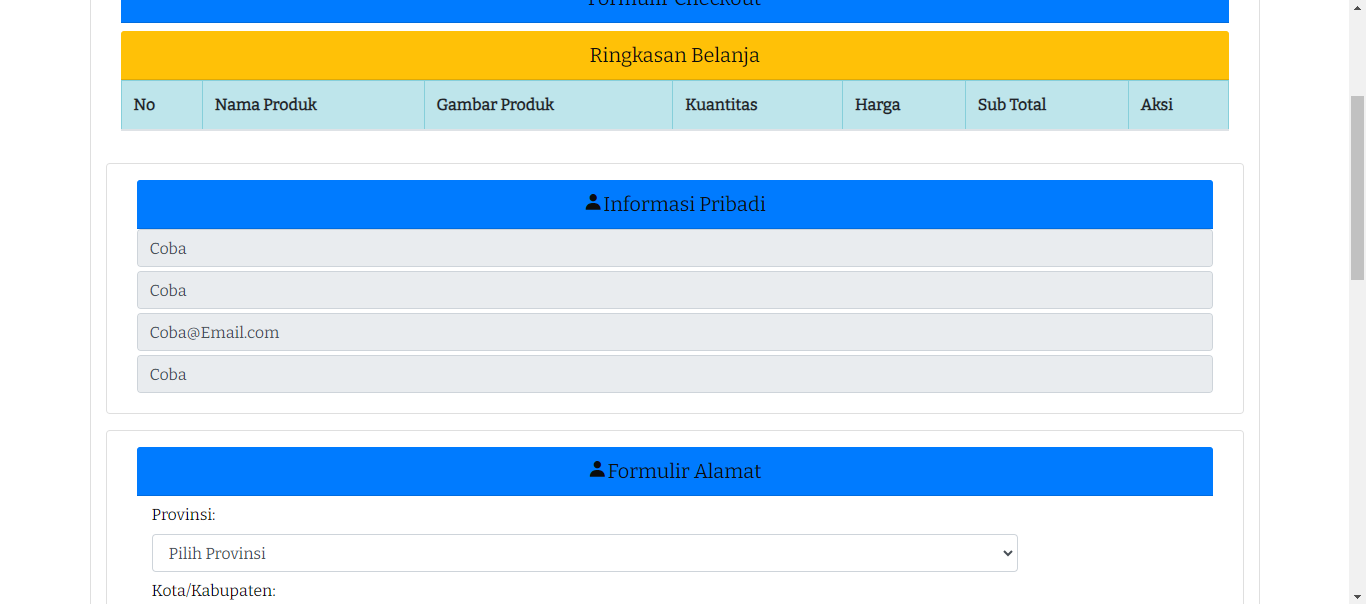 Formulir Checkout
Ringkasan Belanja
No Nama Produk Gambar Produk Kuantitas Harga Sub Total Aksi
Informasi Pribadi
Coba
Coba
Coba@Email.com
Coba
Formulir Alamat
Provinsi:
Pilih Provinsi
Kota/Kabupaten: